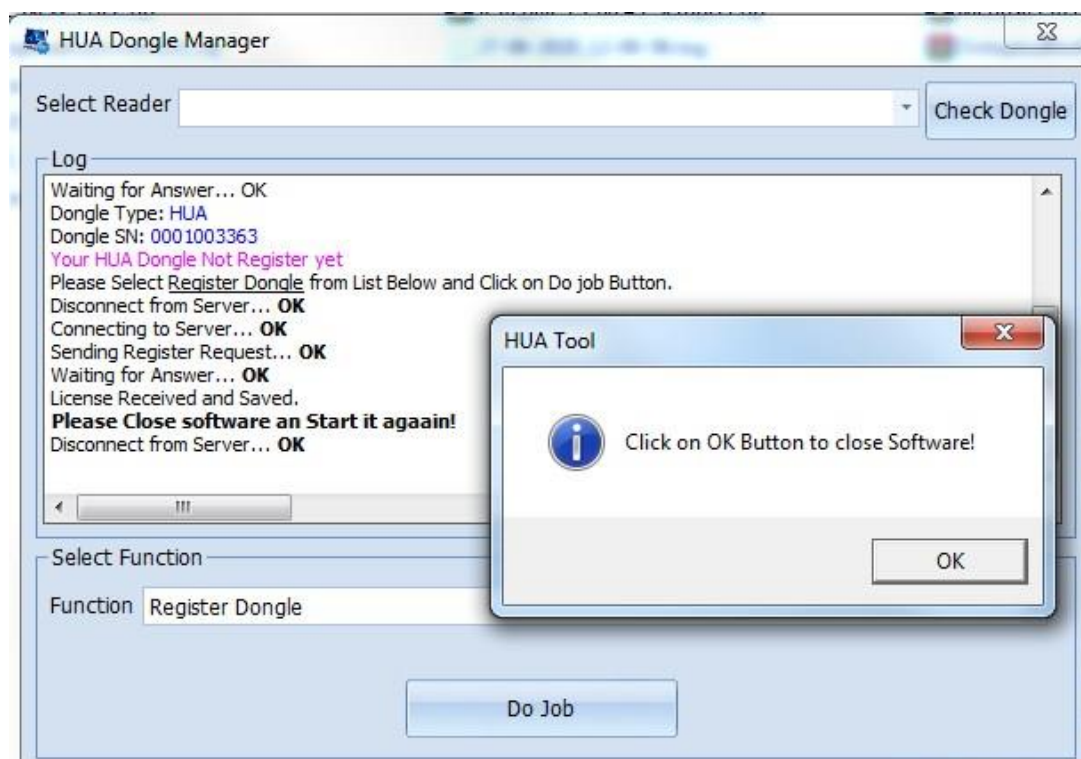 HUA Dongle Manager
Select Reader
Check Dongle
Log
Waiting for Answer... OK
Dongle Type: HUA
Dongle SN: 0001003363
Your HUA Dongle Not Register yet
Please Select Register Dongle from List Below and Click on Do job Button.
Disconnect from Server... OK
Connecting to Server... OK
Sending Register Request... OK
Waiting for Answer... OK
License Received and Saved.
Please Close software an Start it agaain!
Disconnect from Server... OK
HUA Tool
Click on OK Button to close Software!
OK
Select Function
Function Register Dongle
Do Job